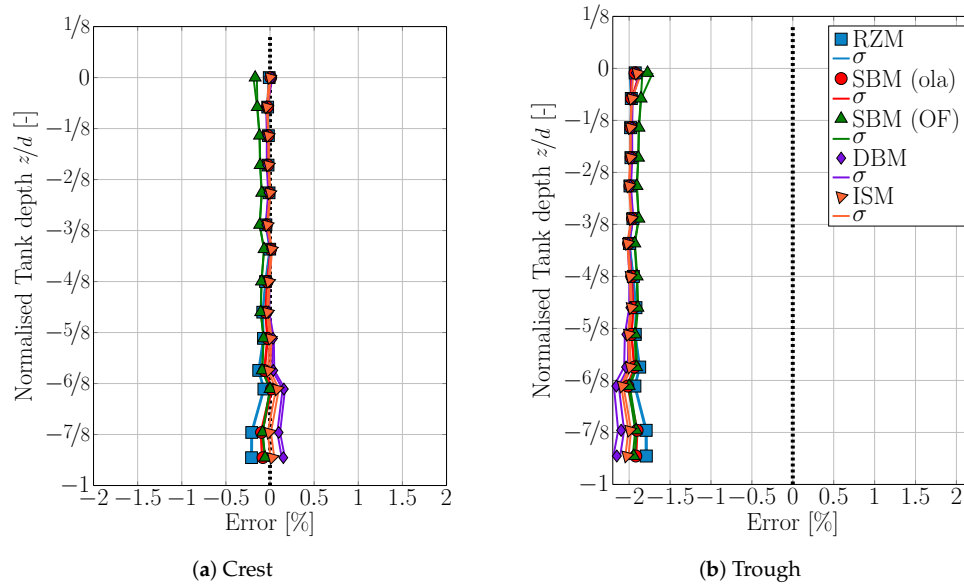 1/8
0
−1/8
−2/8
−3/8
−4/8
−5/8
−6/8
−7/8
−1
Normalised Tank depth z/d [-]
−2 −1.5 −1 −0.5 0 0.5 1 1.5 2
Error [%]
(a) Crest
1/8
0
−1/8
−2/8
−3/8
−4/8
−5/8
−6/8
−7/8
−1
Normalised Tank depth z/d [-]
−2 −1.5 −1 −0.5 0 0.5 1 1.5 2
Error [%]
(b) Trough
RZM
σ
SBM (ola)
σ
SBM (OF)
σ
DBM
σ
ISM
σ